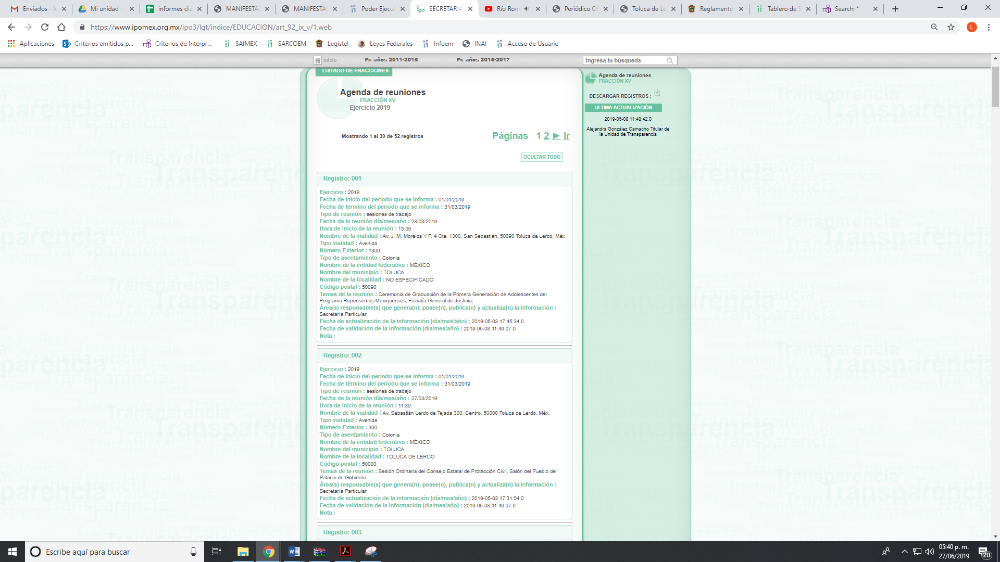 Enviados - lu
Mi unidad -
informes dia
MANIFESTAC
MANIFESTAC
Poder Ejecut
SECRETARIA
Río Rom
Periódico Of
Toluca de Le
Reglamento
Tablero de S
Search: *
https://www.ipomex.org.mx/ipo3/lgt/indice/EDUCACION/art_92_ix_v/1.web
L
Aplicaciones
Criterios emitidos p...
Criterios de Interpr...
SAIMEX
SARCOEM
Legistel
Leyes Federales
Infoem
INAI
Acceso de Usuario
Inicio
Fr. años 2011-2015
Fr. años 2015-2017
Ingresa tu búsqueda
LISTADO DE FRACCIONES
Agenda de reuniones
FRACCIÓN XV
Ejercicio 2019
Mostrando 1 al 30 de 52 registros
Páginas 1 2 ► Ir
OCULTAR TODO
Registro: 001
Ejercicio : 2019
Fecha de inicio del periodo que se informa : 01/01/2019
Fecha de término del periodo que se informa : 31/03/2019
Tipo de reunión : sesiones de trabajo
Fecha de la reunión día/mes/año : 28/03/2019
Hora de inicio de la reunión : 13:00
Nombre de la vialidad : Av. J. M. Morelos Y P. 4 Ote. 1300, San Sebastián, 50090 Toluca de Lerdo, Méx.
Tipo vialidad : Avenida
Número Exterior : 1300
Tipo de asentamiento : Colonia
Nombre de la entidad federativa : MÉXICO
Nombre del municipio : TOLUCA
Nombre de la localidad : NO ESPECIFICADO
Código postal : 50090
Temas de la reunión : Ceremonia de Graduación de la Primera Generación de Adolescentes del
Programa Repensemos Mexiquenses, Fiscalía General de Justicia,
Área(s) responsable(s) que genera(n), posee(n), publica(n) y actualiza(n) la información :
Secretaría Particular
Fecha de actualización de la información (día/mes/año) : 2019-05-03 17:45:34.0
Fecha de validación de la información (día/mes/año) : 2019-05-08 11:49:07.0
Nota :
Registro: 002
Ejercicio : 2019
Fecha de inicio del periodo que se informa : 01/01/2019
Fecha de término del periodo que se informa : 31/03/2019
Tipo de reunión : sesiones de trabajo
Fecha de la reunión día/mes/año : 27/03/2019
Hora de inicio de la reunión : 11:30
Nombre de la vialidad : Av. Sebastián Lerdo de Tejada 300, Centro, 50000 Toluca de Lerdo, Méx.
Tipo vialidad : Avenida
Número Exterior : 300
Tipo de asentamiento : Colonia
Nombre de la entidad federativa : MÉXICO
Nombre del municipio : TOLUCA
Nombre de la localidad : TOLUCA DE LERDO
Código postal : 50000
Temas de la reunión : Sesión Ordinaria del Consejo Estatal de Protección Civil, Salón del Pueblo de
Palacio de Gobierno
Área(s) responsable(s) que genera(n), posee(n), publica(n) y actualiza(n) la información :
Secretaría Particular
Fecha de actualización de la información (día/mes/año) : 2019-05-03 17:31:04.0
Fecha de validación de la información (día/mes/año) : 2019-05-08 11:49:07.0
Nota :
Registro: 003
Agenda de reuniones
FRACCIÓN XV
DESCARGAR REGISTROS :
ULTIMA ACTUALIZACIÓN
2019-05-08 11:48:42.0
Alejandra González Camacho Titular de
la Unidad de Transparencia
Escribe aquí para buscar
05:40 p. m.
27/06/2019
20